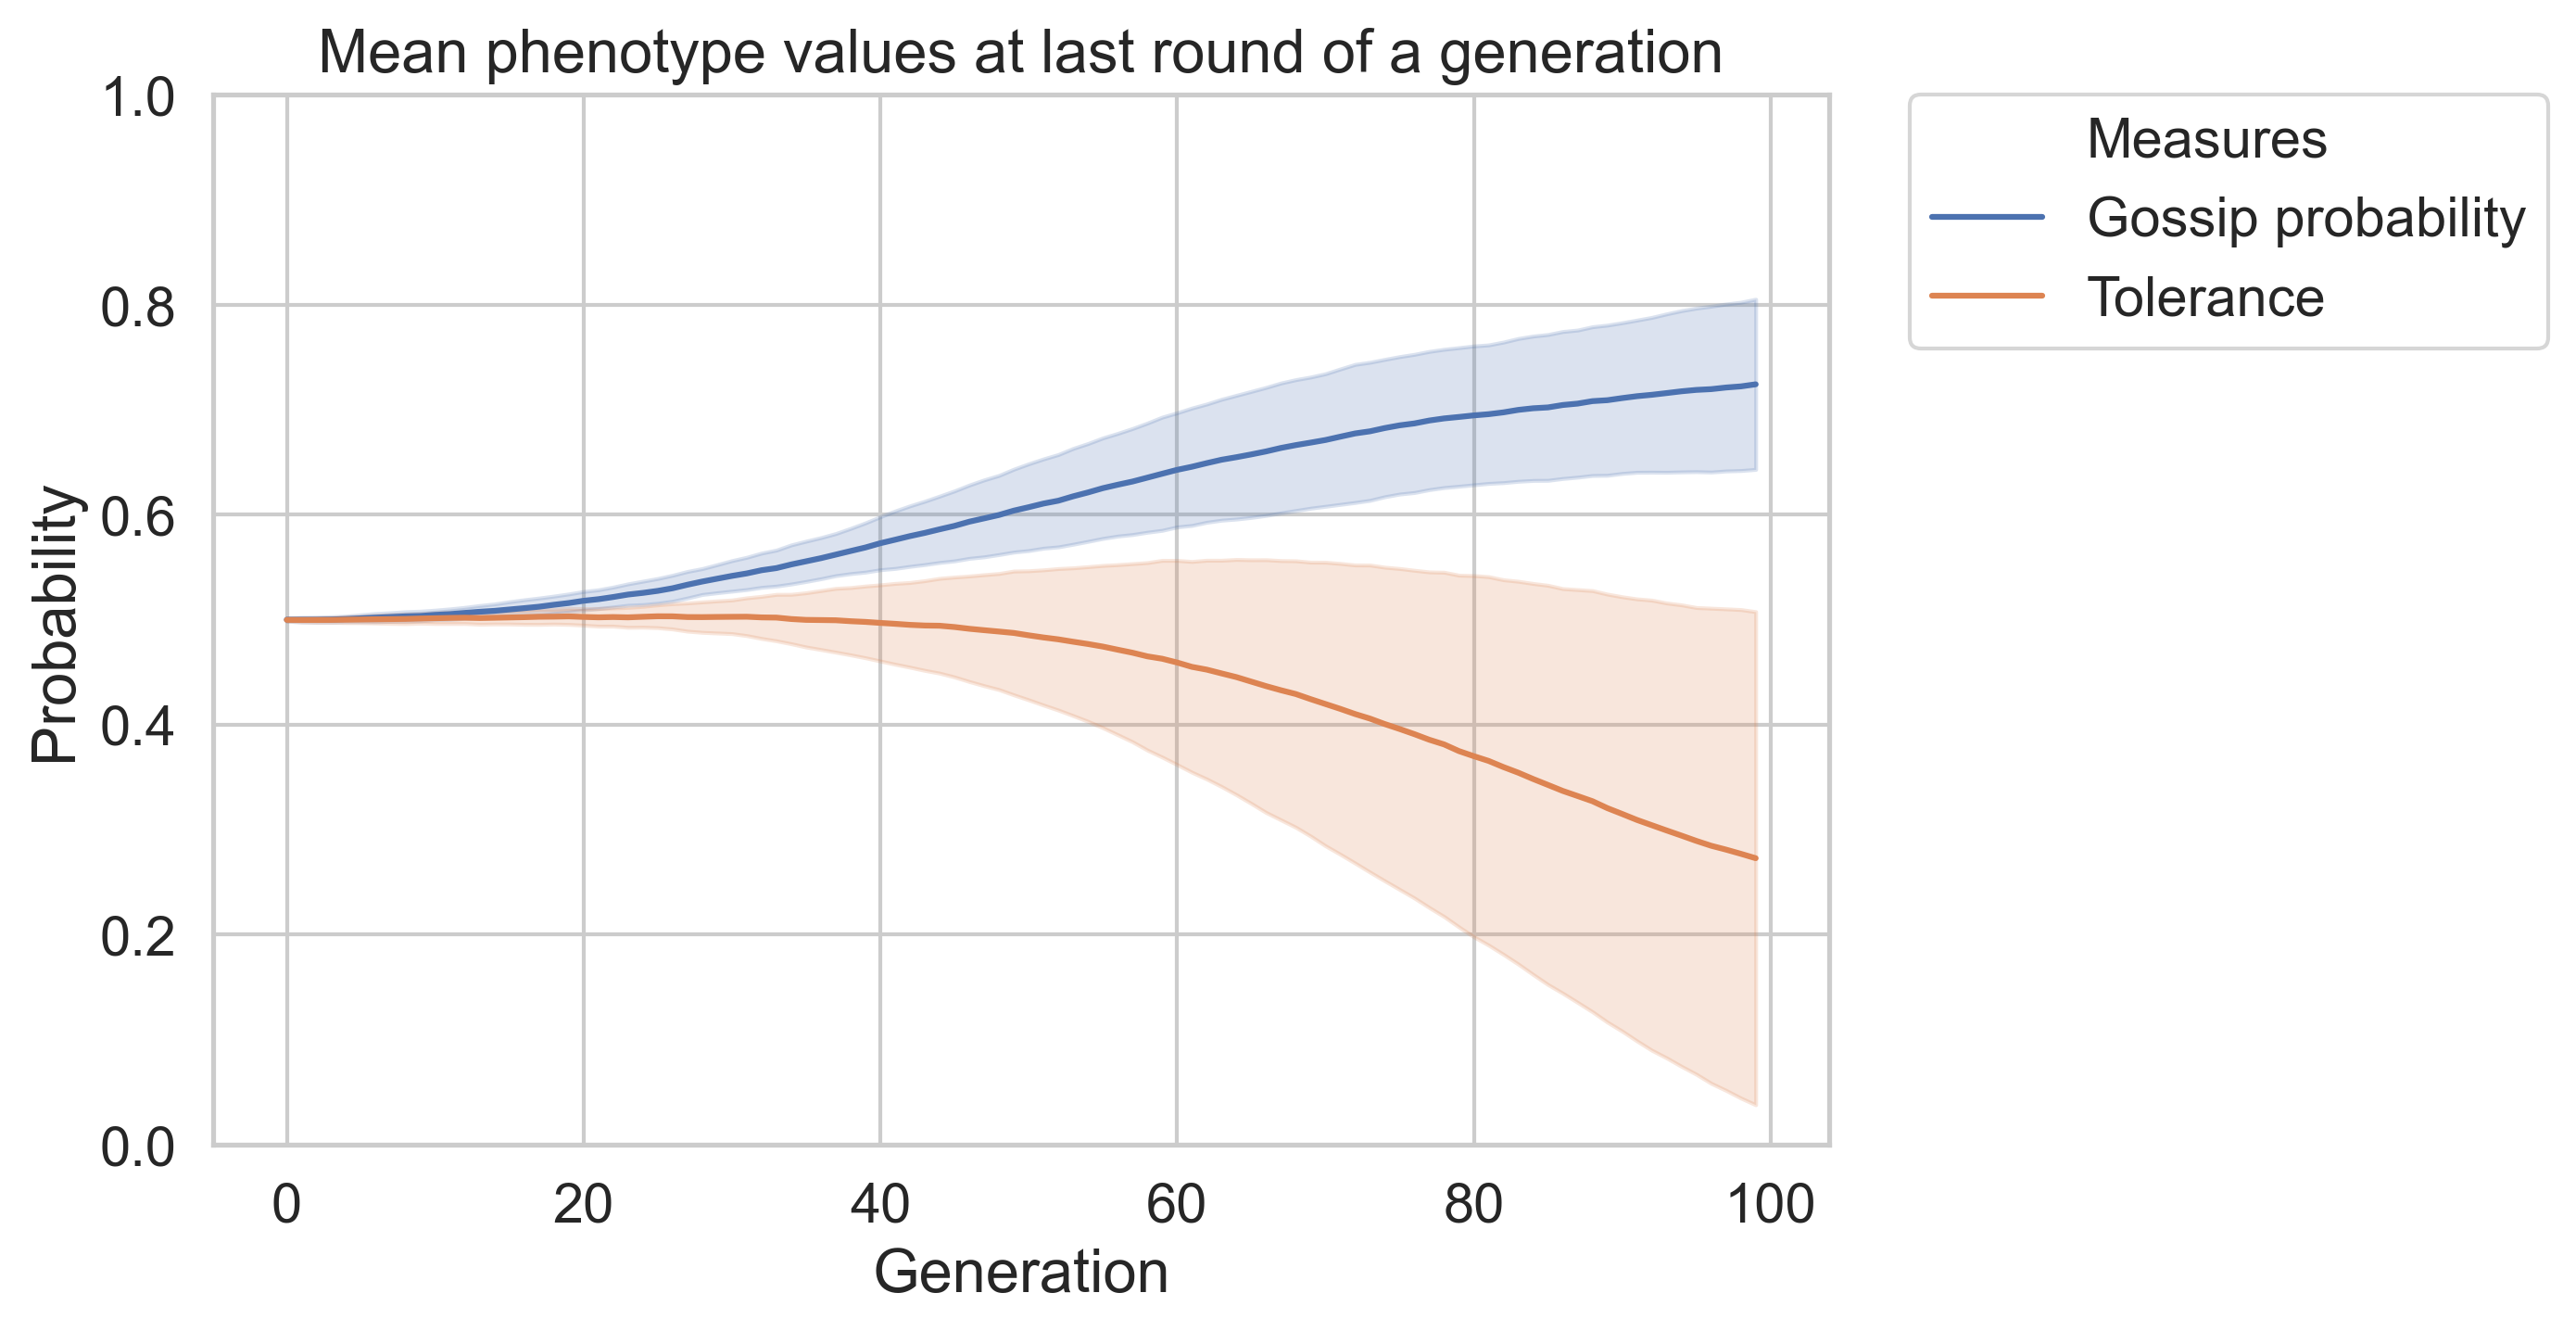 Mean phenotype values at last round of a generation
1.0
0.8
0.6
0.4
0.2
0.0
Probability
0 20 40 60 80 100
Generation
Measures
Gossip probability
Tolerance